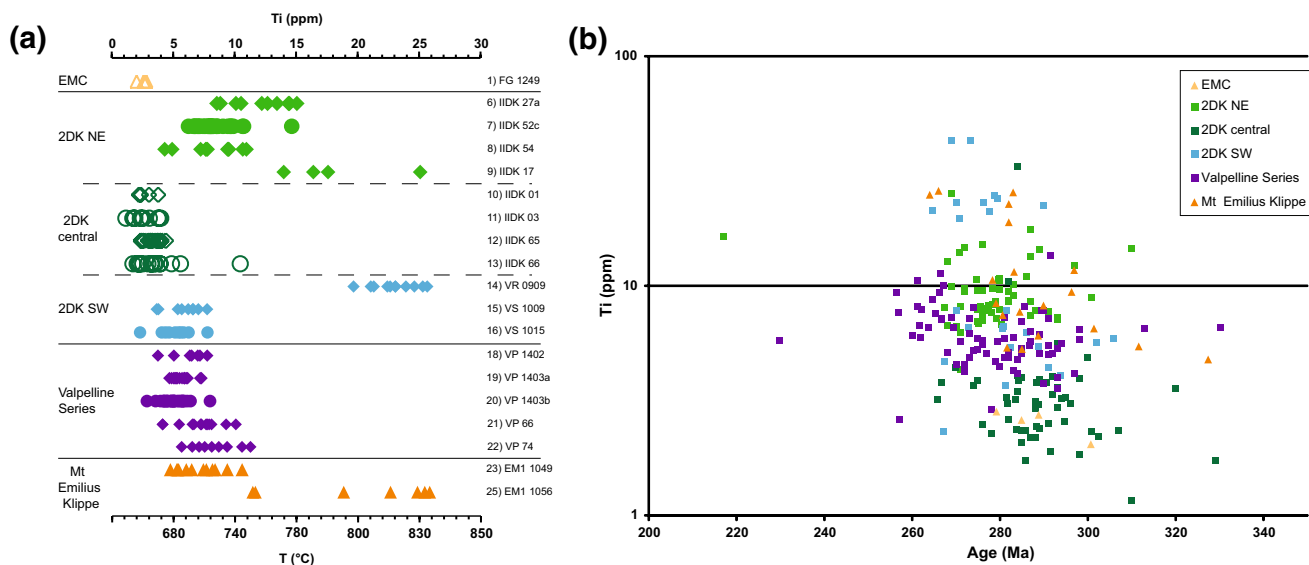 (a)
Ti (ppm)
0 5 10 15 20 25 30
EMC
1) FG 1249
6) IIDK 27a
2DK NE
7) IIDK 52c
8) IIDK 54
9) IIDK 17
10) IIDK 01
2DK
central
11) IIDK 03
12) IIDK 65
13) IIDK 66
14) VR 0909
2DK SW
15) VS 1009
16) VS 1015
18) VP 1402
19) VP 1403a
Valpelline
Series
20) VP 1403b
21) VP 66
22) VP 74
Mt
Emilius
Klippe
23) EM1 1049
25) EM1 1056
680 740 780 830 850
T (°C)
(b)
100
10
1
Ti (ppm)
EMC
2DK NE
2DK central
2DK SW
Valpelline Series
Mt Emilius Klippe
200 220 240 260 280 300 320 340
Age (Ma)